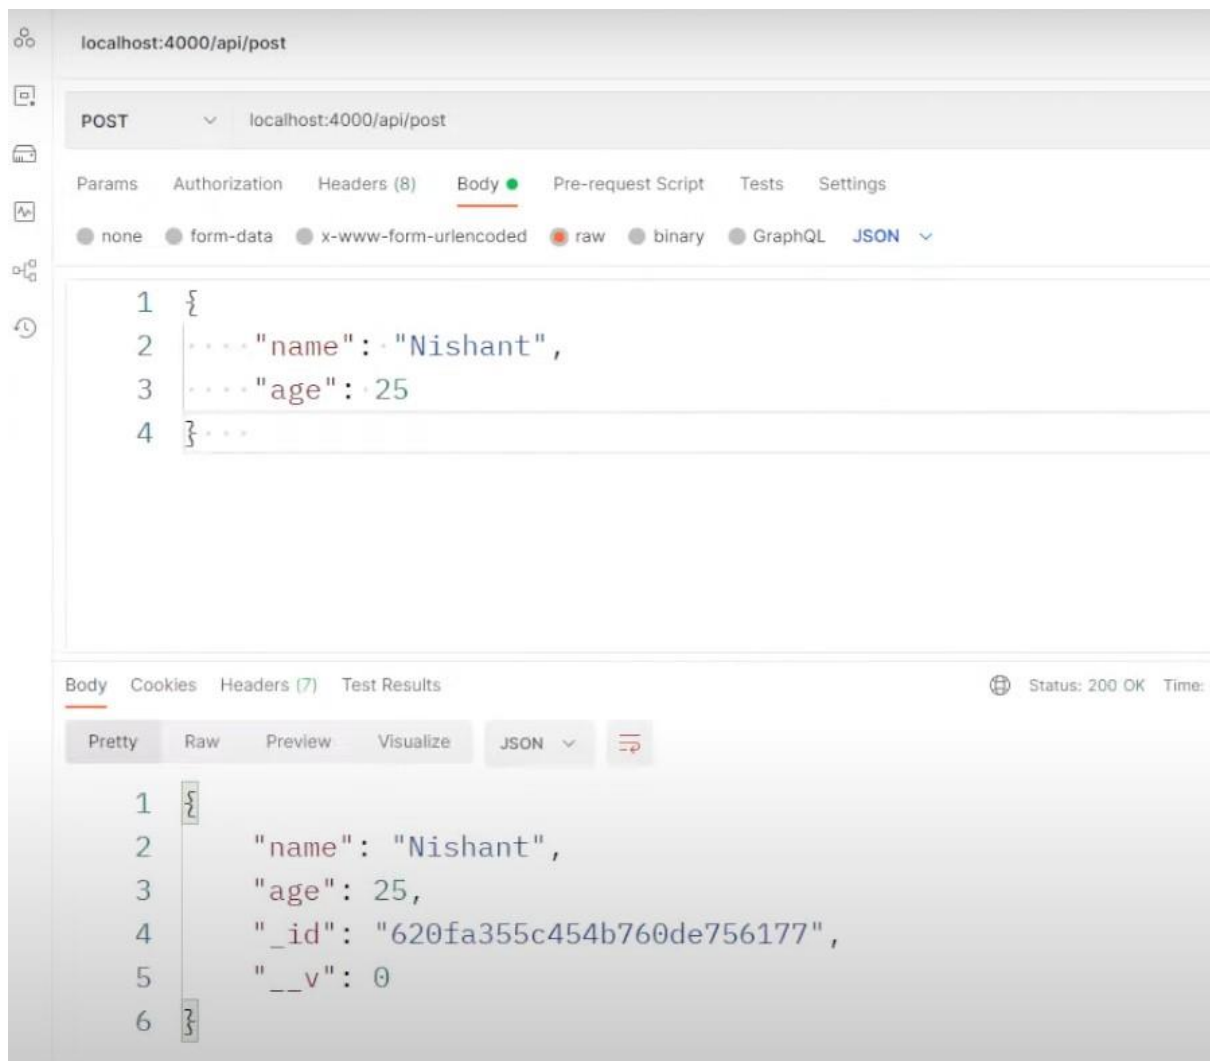 localhost:4000/api/post
POST localhost:4000/api/post
Params Authorization Headers (8) Body Pre-request Script Tests Settings
none form-data x-www-form-urlencoded raw binary GraphQL JSON
1 {
2 "name": "Nishant",
3 "age": 25
4 }
Body Cookies Headers (7) Test Results Status: 200 OK Time:
Pretty Raw Preview Visualize JSON
1 {
2 "name": "Nishant",
3 "age": 25,
4 "_id": "620fa355c454b760de756177",
5 "__v": 0
6 }